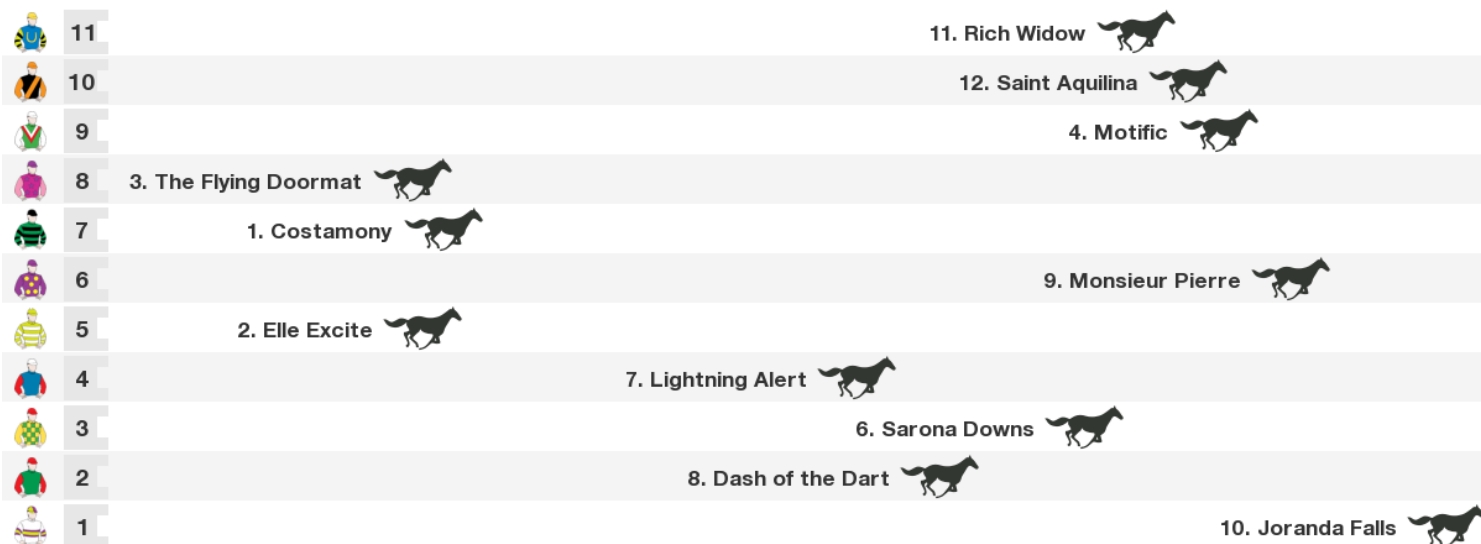 11 11. Rich Widow
10 12. Saint Aquilina
9 4. Motific
8 3. The Flying Doormat
7 1. Costamony
6 9. Monsieur Pierre
5 2. Elle Excite
4 7. Lightning Alert
3 6. Sarona Downs
2 8. Dash of the Dart
1 10. Joranda Falls